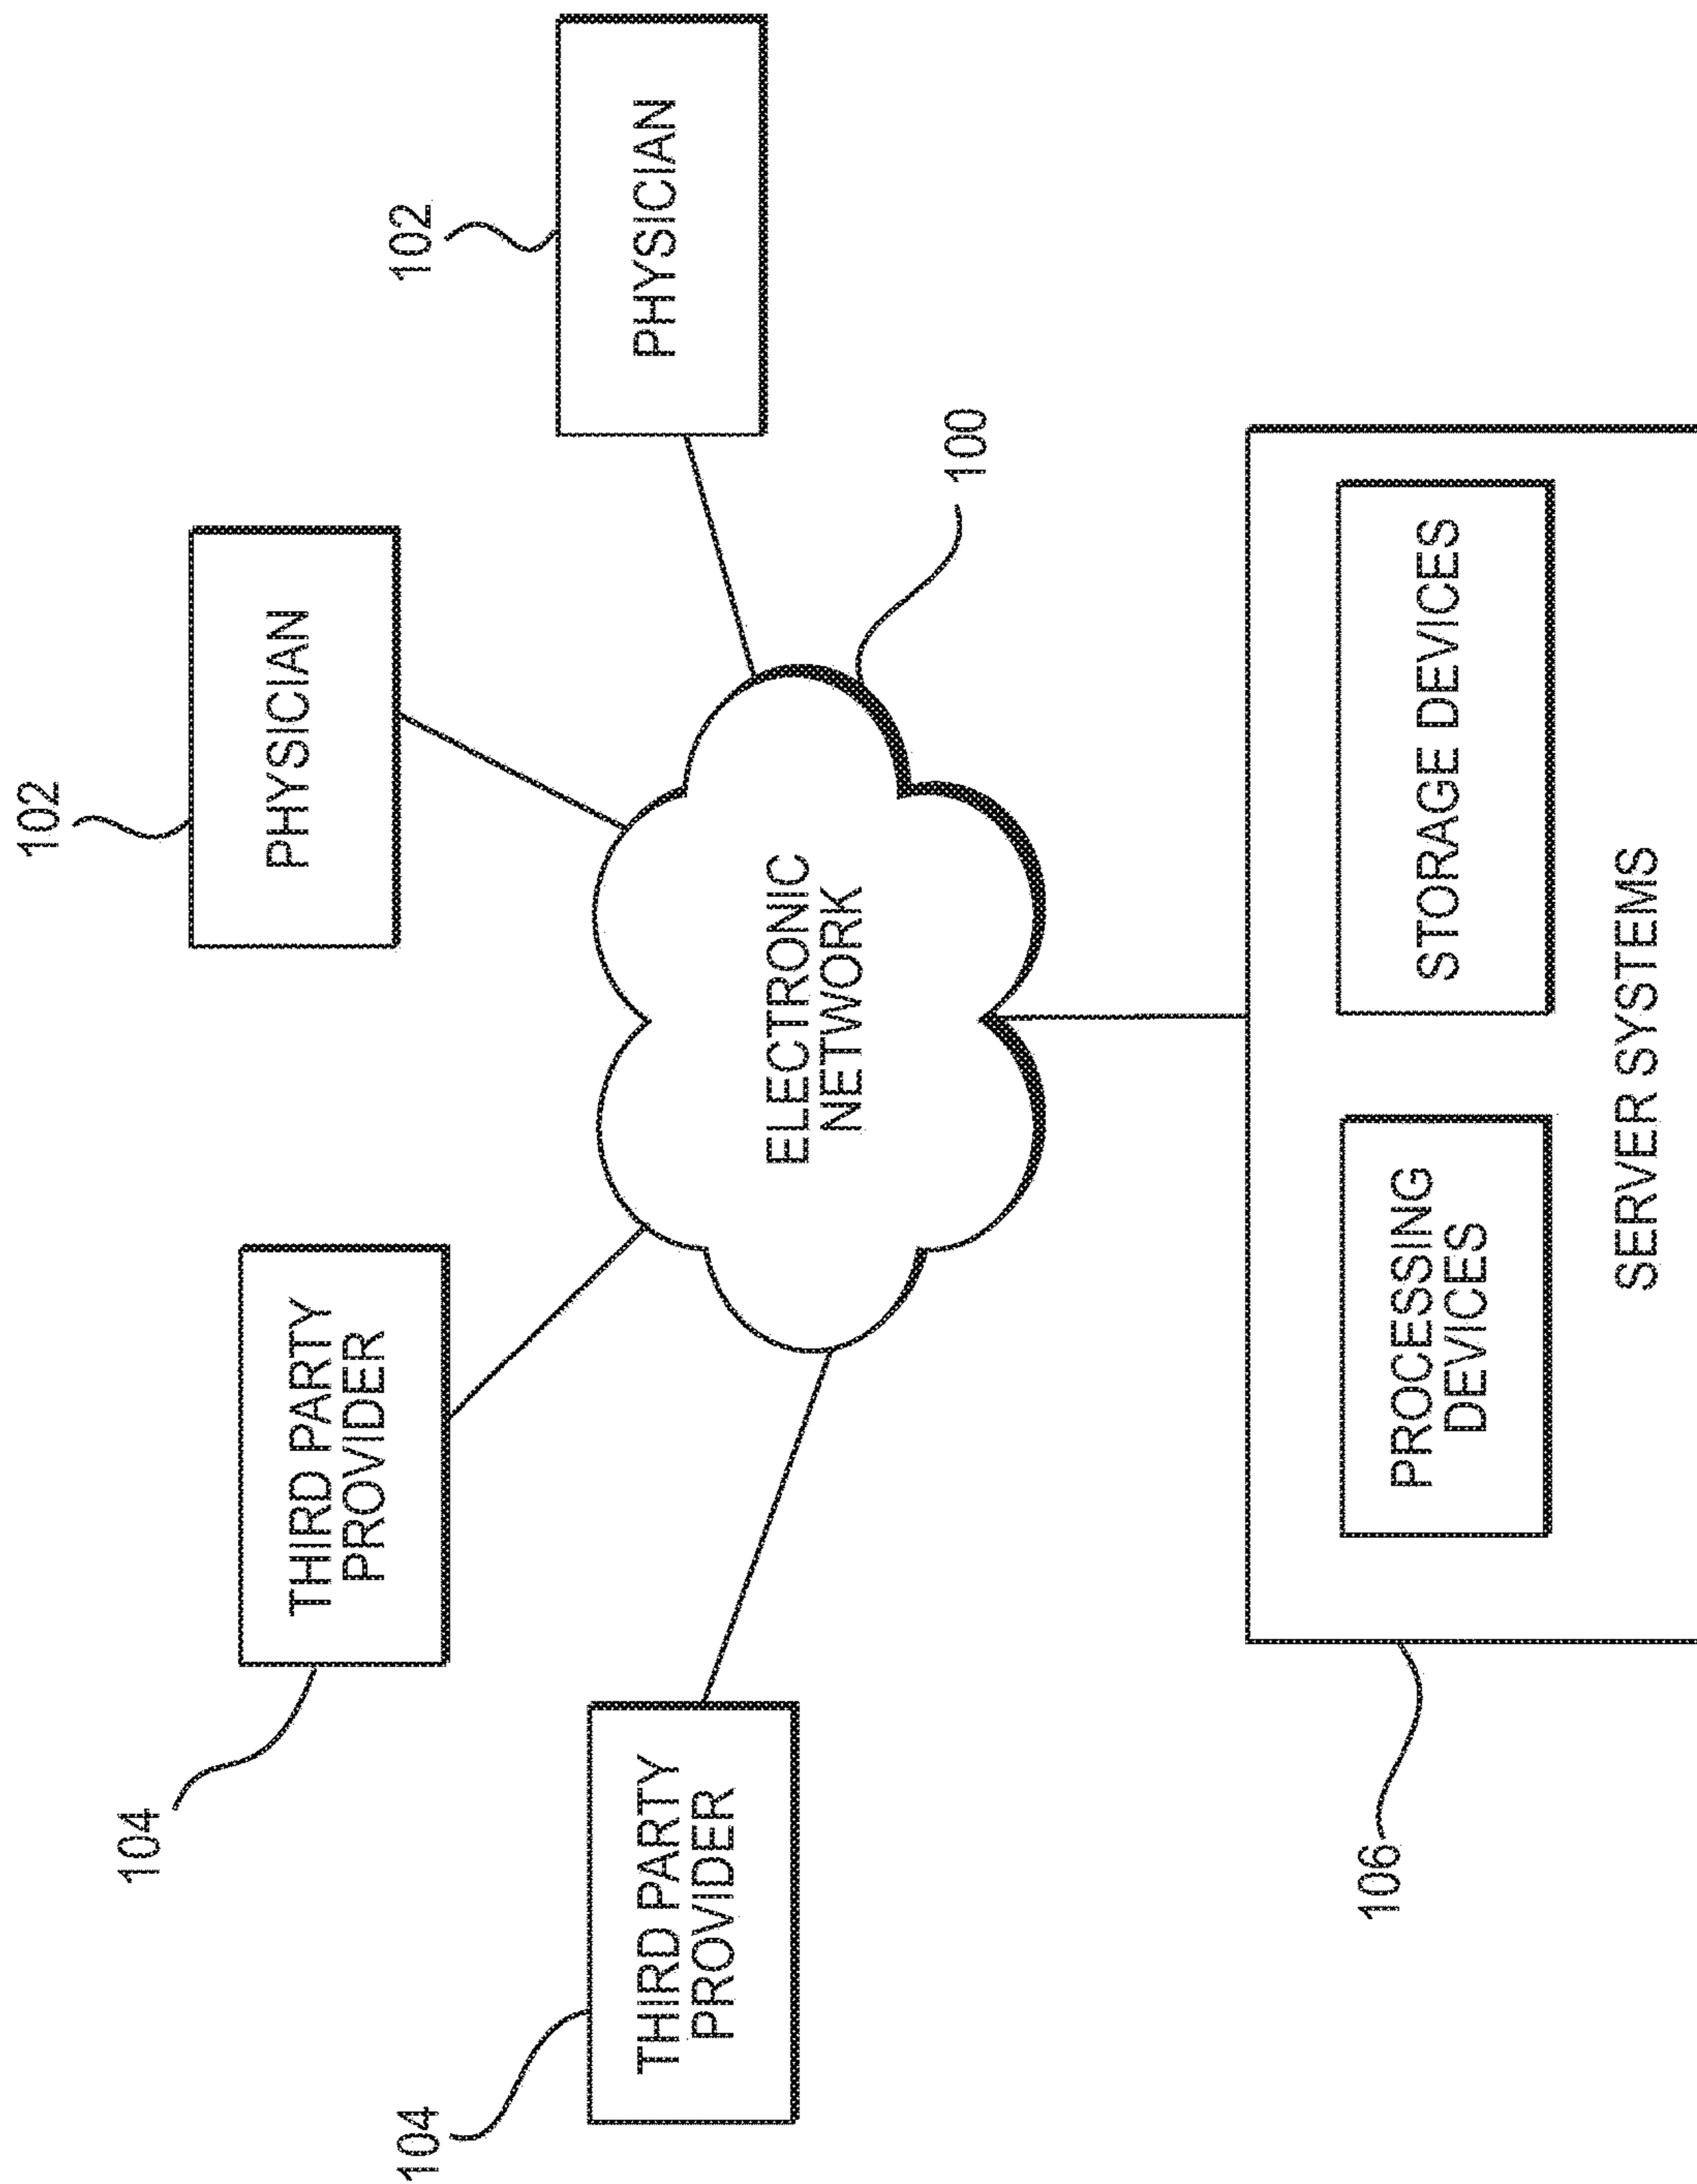 102
PHYSICIAN
104
THIRD PARTY
PROVIDER
102
PHYSICIAN
104
THIRD PARTY
PROVIDER
ELECTRONIC
NETWORK
100
106
PROCESSING
DEVICES
STORAGE DEVICES
SERVER SYSTEMS